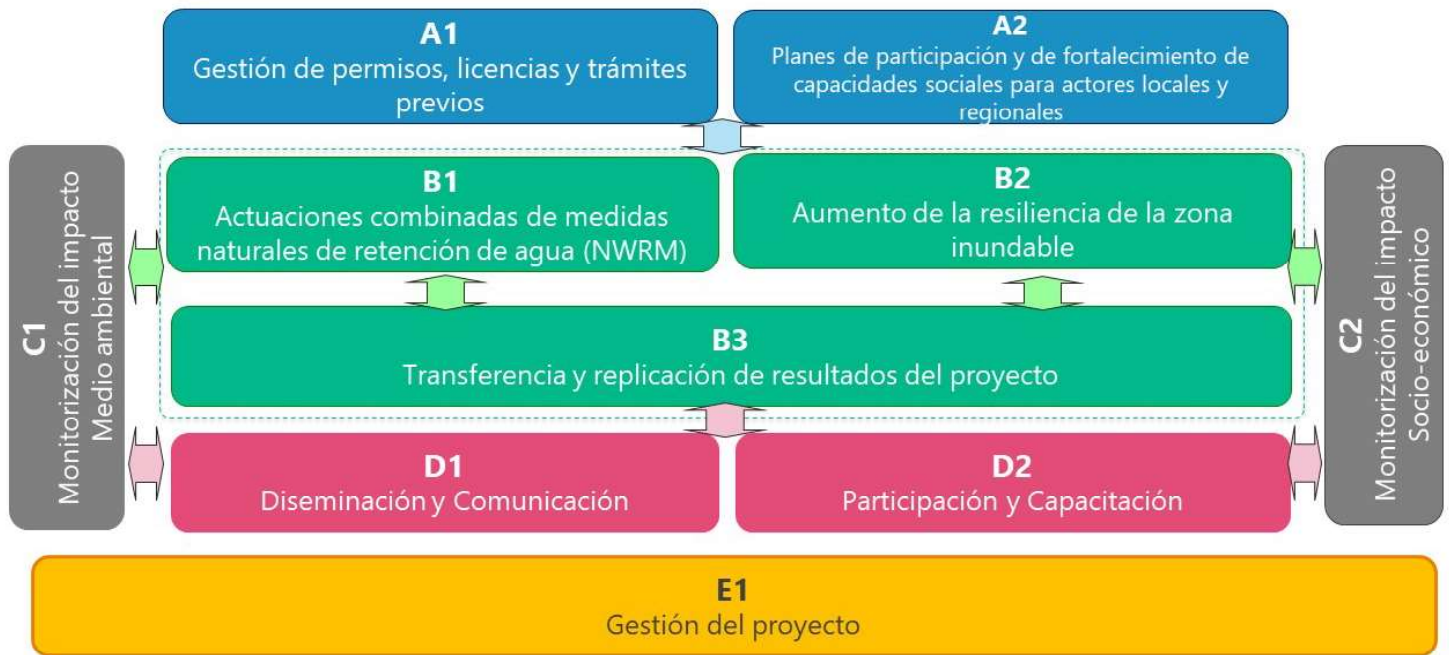 A1
Gestión de permisos, licencias y trámites
previos
A2
Planes de participación y de fortalecimiento de
capacidades sociales para actores locales y
regionales
C1
Monitorización del impacto
Medio ambiental
B1
Actuaciones combinadas de medidas
naturales de retención de agua (NWRM)
B2
Aumento de la resiliencia de la zona
inundable
B3
Transferencia y replicación de resultados del proyecto
C2
Monitorización del impacto
Socio-económico
D1
Diseminación y Comunicación
D2
Participación y Capacitación
E1
Gestión del proyecto